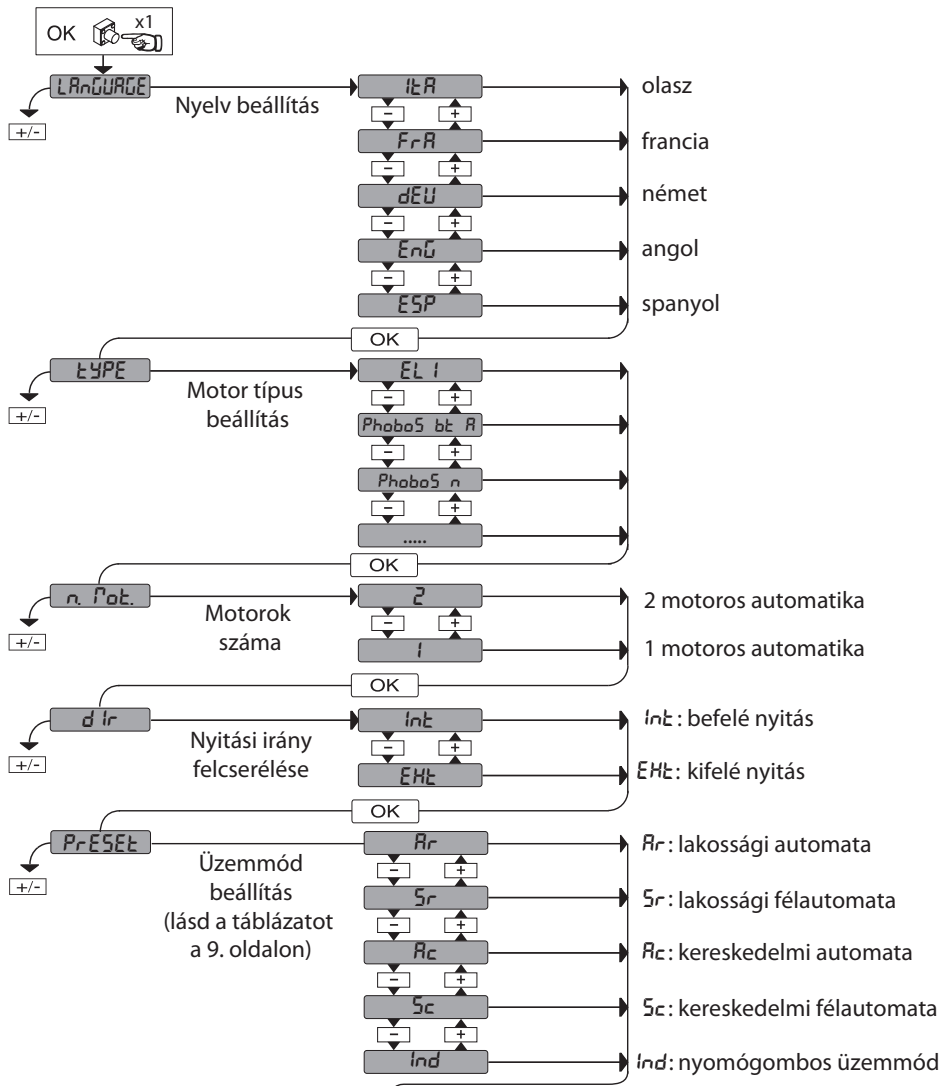 OK x1
LAnGUAGE
+/-
Nyelv beállítás
ItA
olasz
- +
FrA
francia
- +
dEU
német
- +
EnG
angol
- +
ESP
spanyol
OK
tYPE
+/-
Motor típus
beállítás
EL 1
- +
PhoboS bt A
- +
PhoboS n
- +
.....
OK
n. Mot.
+/-
Motorok
száma
2
2 motoros automatika
- +
1
1 motoros automatika
OK
dIr
+/-
Nyitási irány
felcserélése
Int
Int: befelé nyitás
- +
EHt
EHt: kifelé nyitás
OK
PrESEt
+/-
Üzemmód
beállítás
(lásd a táblázatot
a 9. oldalon)
Ar
Ar: lakossági automata
- +
Sr
Sr: lakossági félautomata
- +
Ac
Ac: kereskedelmi automata
- +
Sc
Sc: kereskedelmi félautomata
- +
Ind
Ind: nyomógombos üzemmód